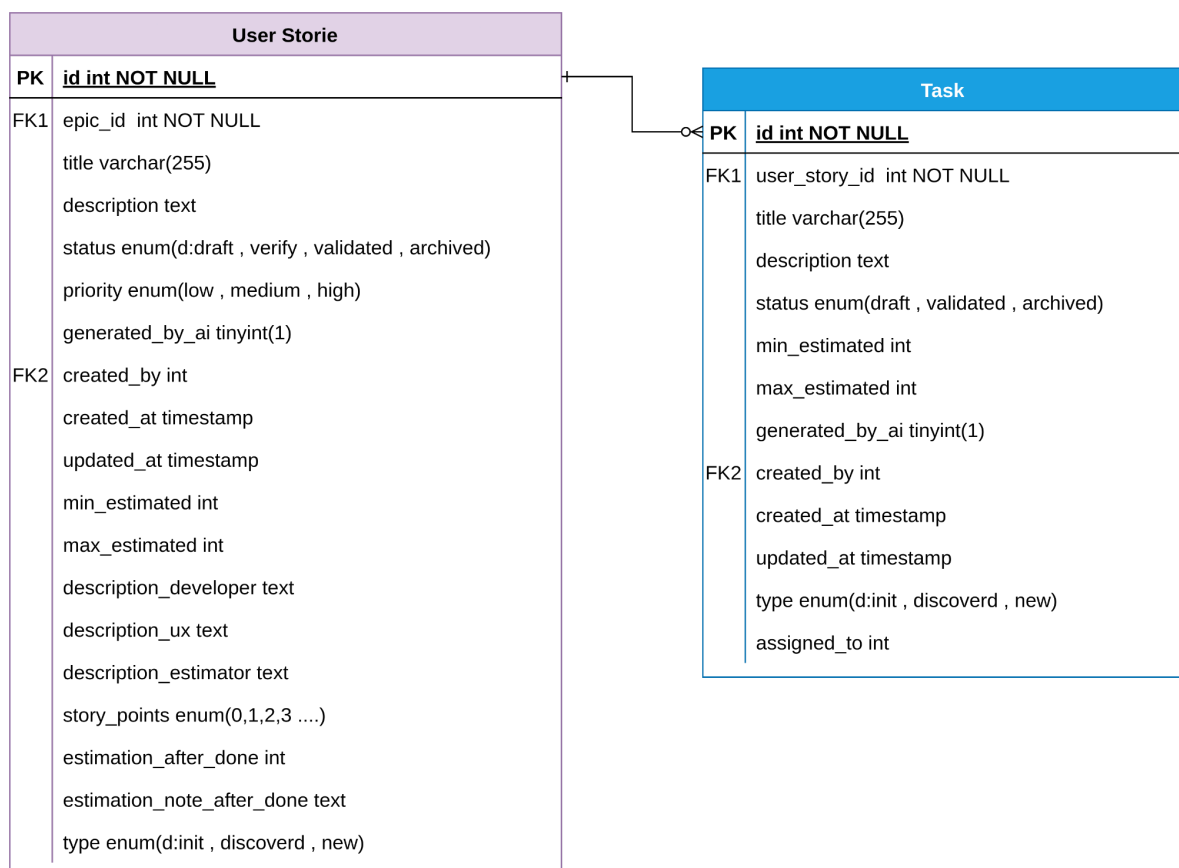 User Storie
PK id int NOT NULL
FK1 epic_id int NOT NULL
title varchar(255)
description text
status enum(d:draft , verify , validated , archived)
priority enum(low , medium , high)
generated_by_ai tinyint(1)
FK2 created_by int
created_at timestamp
updated_at timestamp
min_estimated int
max_estimated int
description_developer text
description_ux text
description_estimator text
story_points enum(0,1,2,3 ....)
estimation_after_done int
estimation_note_after_done text
type enum(d:init , discoverd , new)
Task
PK id int NOT NULL
FK1 user_story_id int NOT NULL
title varchar(255)
description text
status enum(draft , validated , archived)
min_estimated int
max_estimated int
generated_by_ai tinyint(1)
FK2 created_by int
created_at timestamp
updated_at timestamp
type enum(d:init , discoverd , new)
assigned_to int